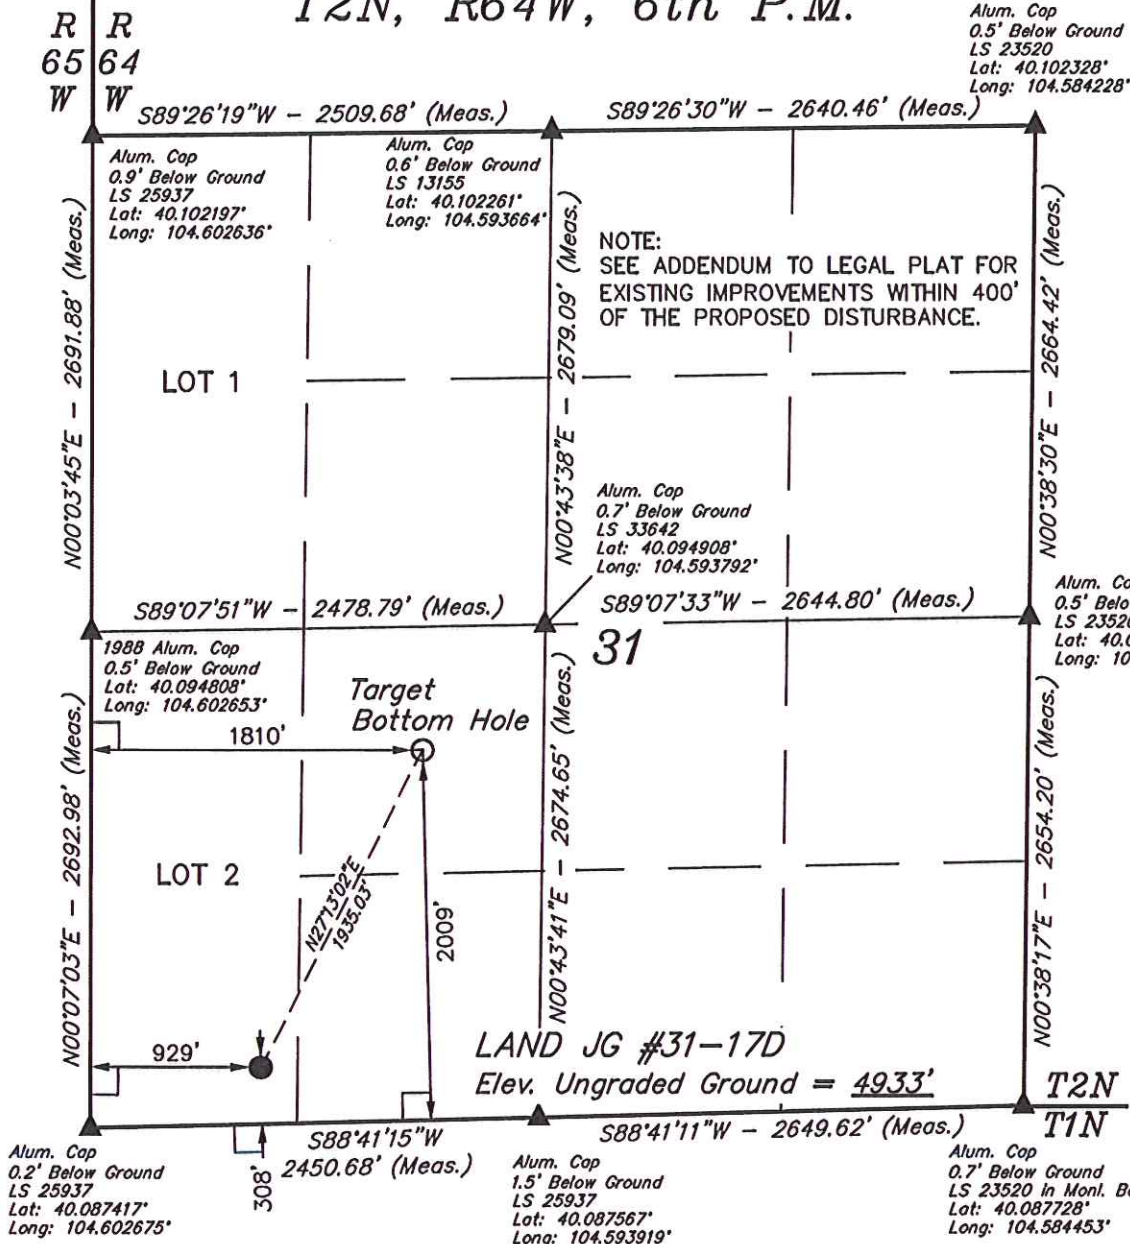 T2N, R64W, 6th P.M.
R R
65 64
W W
Alum. Cap
0.5' Below Ground
LS 23520
Lat: 40.102328°
Long: 104.584228°
S89°26'19"W - 2509.68' (Meas.)
S89°26'30"W - 2640.46' (Meas.)
Alum. Cap
0.9' Below Ground
LS 25937
Lat: 40.102197°
Long: 104.602636°
Alum. Cap
0.6' Below Ground
LS 13155
Lat: 40.102261°
Long: 104.593664°
N00°03'45"E - 2691.88' (Meas.)
N00°43'38"E - 2679.09' (Meas.)
N00°38'30"E - 2664.42' (Meas.)
NOTE:
SEE ADDENDUM TO LEGAL PLAT FOR
EXISTING IMPROVEMENTS WITHIN 400'
OF THE PROPOSED DISTURBANCE.
LOT 1
Alum. Cap
0.7' Below Ground
LS 33642
Lat: 40.094908°
Long: 104.593792°
S89°07'51"W - 2478.79' (Meas.)
S89°07'33"W - 2644.80' (Meas.)
Alum. Ca
0.5' Belo
LS 23520
Lat: 40.0
Long: 10
31
1988 Alum. Cap
0.5' Below Ground
Lat: 40.094808°
Long: 104.602653°
Target
Bottom Hole
1810'
N00°07'03"E - 2692.98' (Meas.)
N00°43'41"E - 2674.65' (Meas.)
N00°38'17"E - 2654.20' (Meas.)
LOT 2
N27°13'02"E
1935.03'
2009'
929'
LAND JG #31-17D
Elev. Ungraded Ground = 4933'
T2N
T1N
S88°41'15"W
2450.68' (Meas.)
S88°41'11"W - 2649.62' (Meas.)
308'
Alum. Cap
0.2' Below Ground
LS 25937
Lat: 40.087417°
Long: 104.602675°
Alum. Cap
1.5' Below Ground
LS 25937
Lat: 40.087567°
Long: 104.593919°
Alum. Cap
0.7' Below Ground
LS 23520 in Monl. B
Lat: 40.087728°
Long: 104.584453°